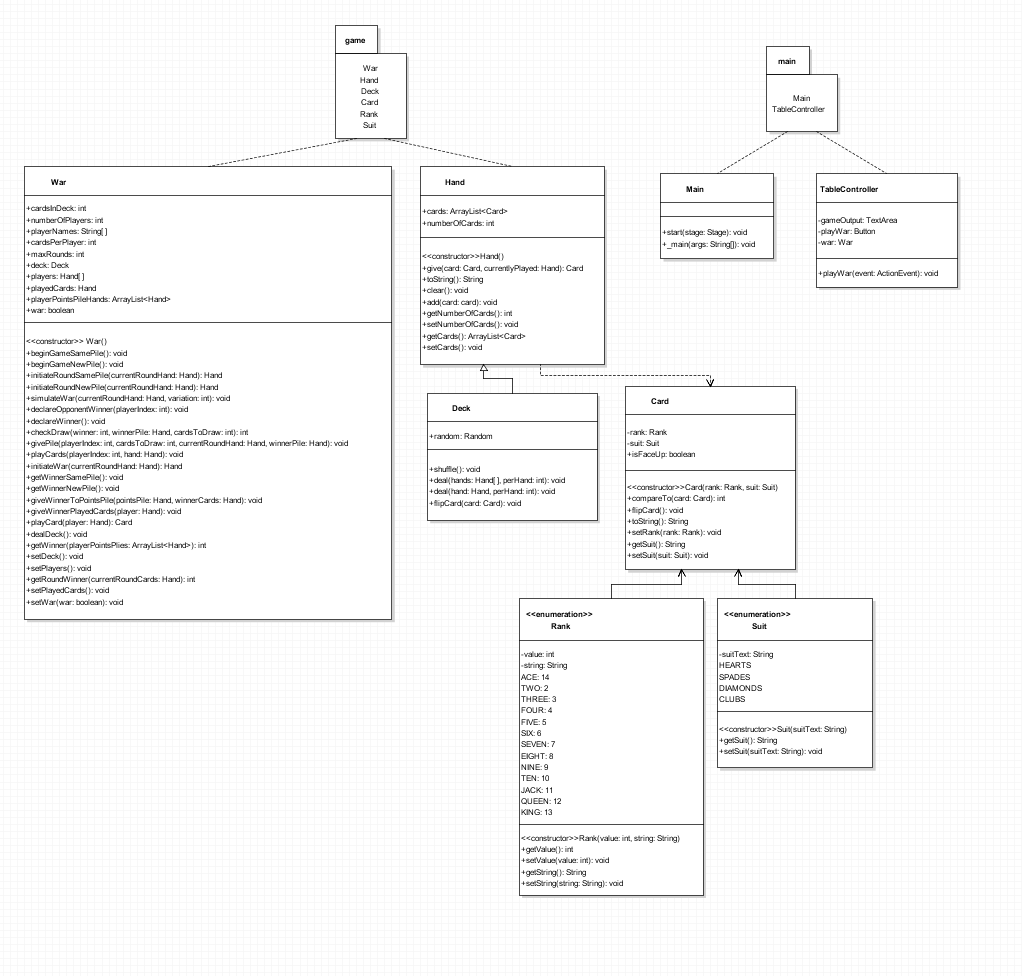 game
War
Hand
Deck
Card
Rank
Suit
main
Main
TableController
War
+cardsInDeck: int
+numberOfPlayers: int
+playerNames: String[ ]
+cardsPerPlayer: int
+maxRounds: int
+deck: Deck
+players: Hand[ ]
+playedCards: Hand
+playerPointsPileHands: ArrayList<Hand>
+war: boolean
<<constructor>> War()
+beginGameSamePile(): void
+beginGameNewPile(): void
+initiateRoundSamePile(currentRoundHand: Hand): Hand
+initiateRoundNewPile(currentRoundHand: Hand): Hand
+simulateWar(currentRoundHand: Hand, variation: int): void
+declareOpponentWinner(playerIndex: int): void
+declareWinner(): void
+checkDraw(winner: int, winnerPile: Hand, cardsToDraw: int): int
+givePile(playerIndex: int, cardsToDraw: int, currentRoundHand: Hand, winnerPile: Hand): void
+playCards(playerIndex: int, hand: Hand): void
+initiateWar(currentRoundHand: Hand): Hand
+getWinnerSamePile(): void
+getWinnerNewPile(): void
+giveWinnerToPointsPile(pointsPile: Hand, winnerCards: Hand): void
+giveWinnerPlayedCards(player: Hand): void
+playCard(player: Hand): Card
+dealDeck(): void
+getWinner(playerPointsPlies: ArrayList<Hand>): int
+setDeck(): void
+setPlayers(): void
+getRoundWinner(currentRoundCards: Hand): int
+setPlayedCards(): void
+setWar(war: boolean): void
Hand
+cards: ArrayList<Card>
+numberOfCards: int
<<constructor>>Hand()
+give(card: Card, currentlyPlayed: Hand): Card
+toString(): String
+clear(): void
+add(card: card): void
+getNumberOfCards(): int
+setNumberOfCards(): void
+getCards(): ArrayList<Card>
+setCards(): void
Main
+start(stage: Stage): void
+_main(args: String[]): void
TableController
-gameOutput: TextArea
-playWar: Button
-war: War
+playWar(event: ActionEvent): void
Deck
+random: Random
+shuffle(): void
+deal(hands: Hand[ ], perHand: int): void
+deal(hand: Hand, perHand: int): void
+flipCard(card: Card): void
Card
-rank: Rank
-suit: Suit
+isFaceUp: boolean
<<constructor>>Card(rank: Rank, suit: Suit)
+compareTo(card: Card): int
+flipCard(): void
+toString(): String
+setRank(rank: Rank): void
+getSuit(): String
+setSuit(suit: Suit): void
<<enumeration>>
Rank
-value: int
-string: String
ACE: 14
TWO: 2
THREE: 3
FOUR: 4
FIVE: 5
SIX: 6
SEVEN: 7
EIGHT: 8
NINE: 9
TEN: 10
JACK: 11
QUEEN: 12
KING: 13
<<constructor>>Rank(value: int, string: String)
+getValue(): int
+setValue(value: int): void
+getString(): String
+setString(string: String): void
<<enumeration>>
Suit
-suitText: String
HEARTS
SPADES
DIAMONDS
CLUBS
<<constructor>>Suit(suitText: String)
+getSuit(): String
+setSuit(suitText: String): void